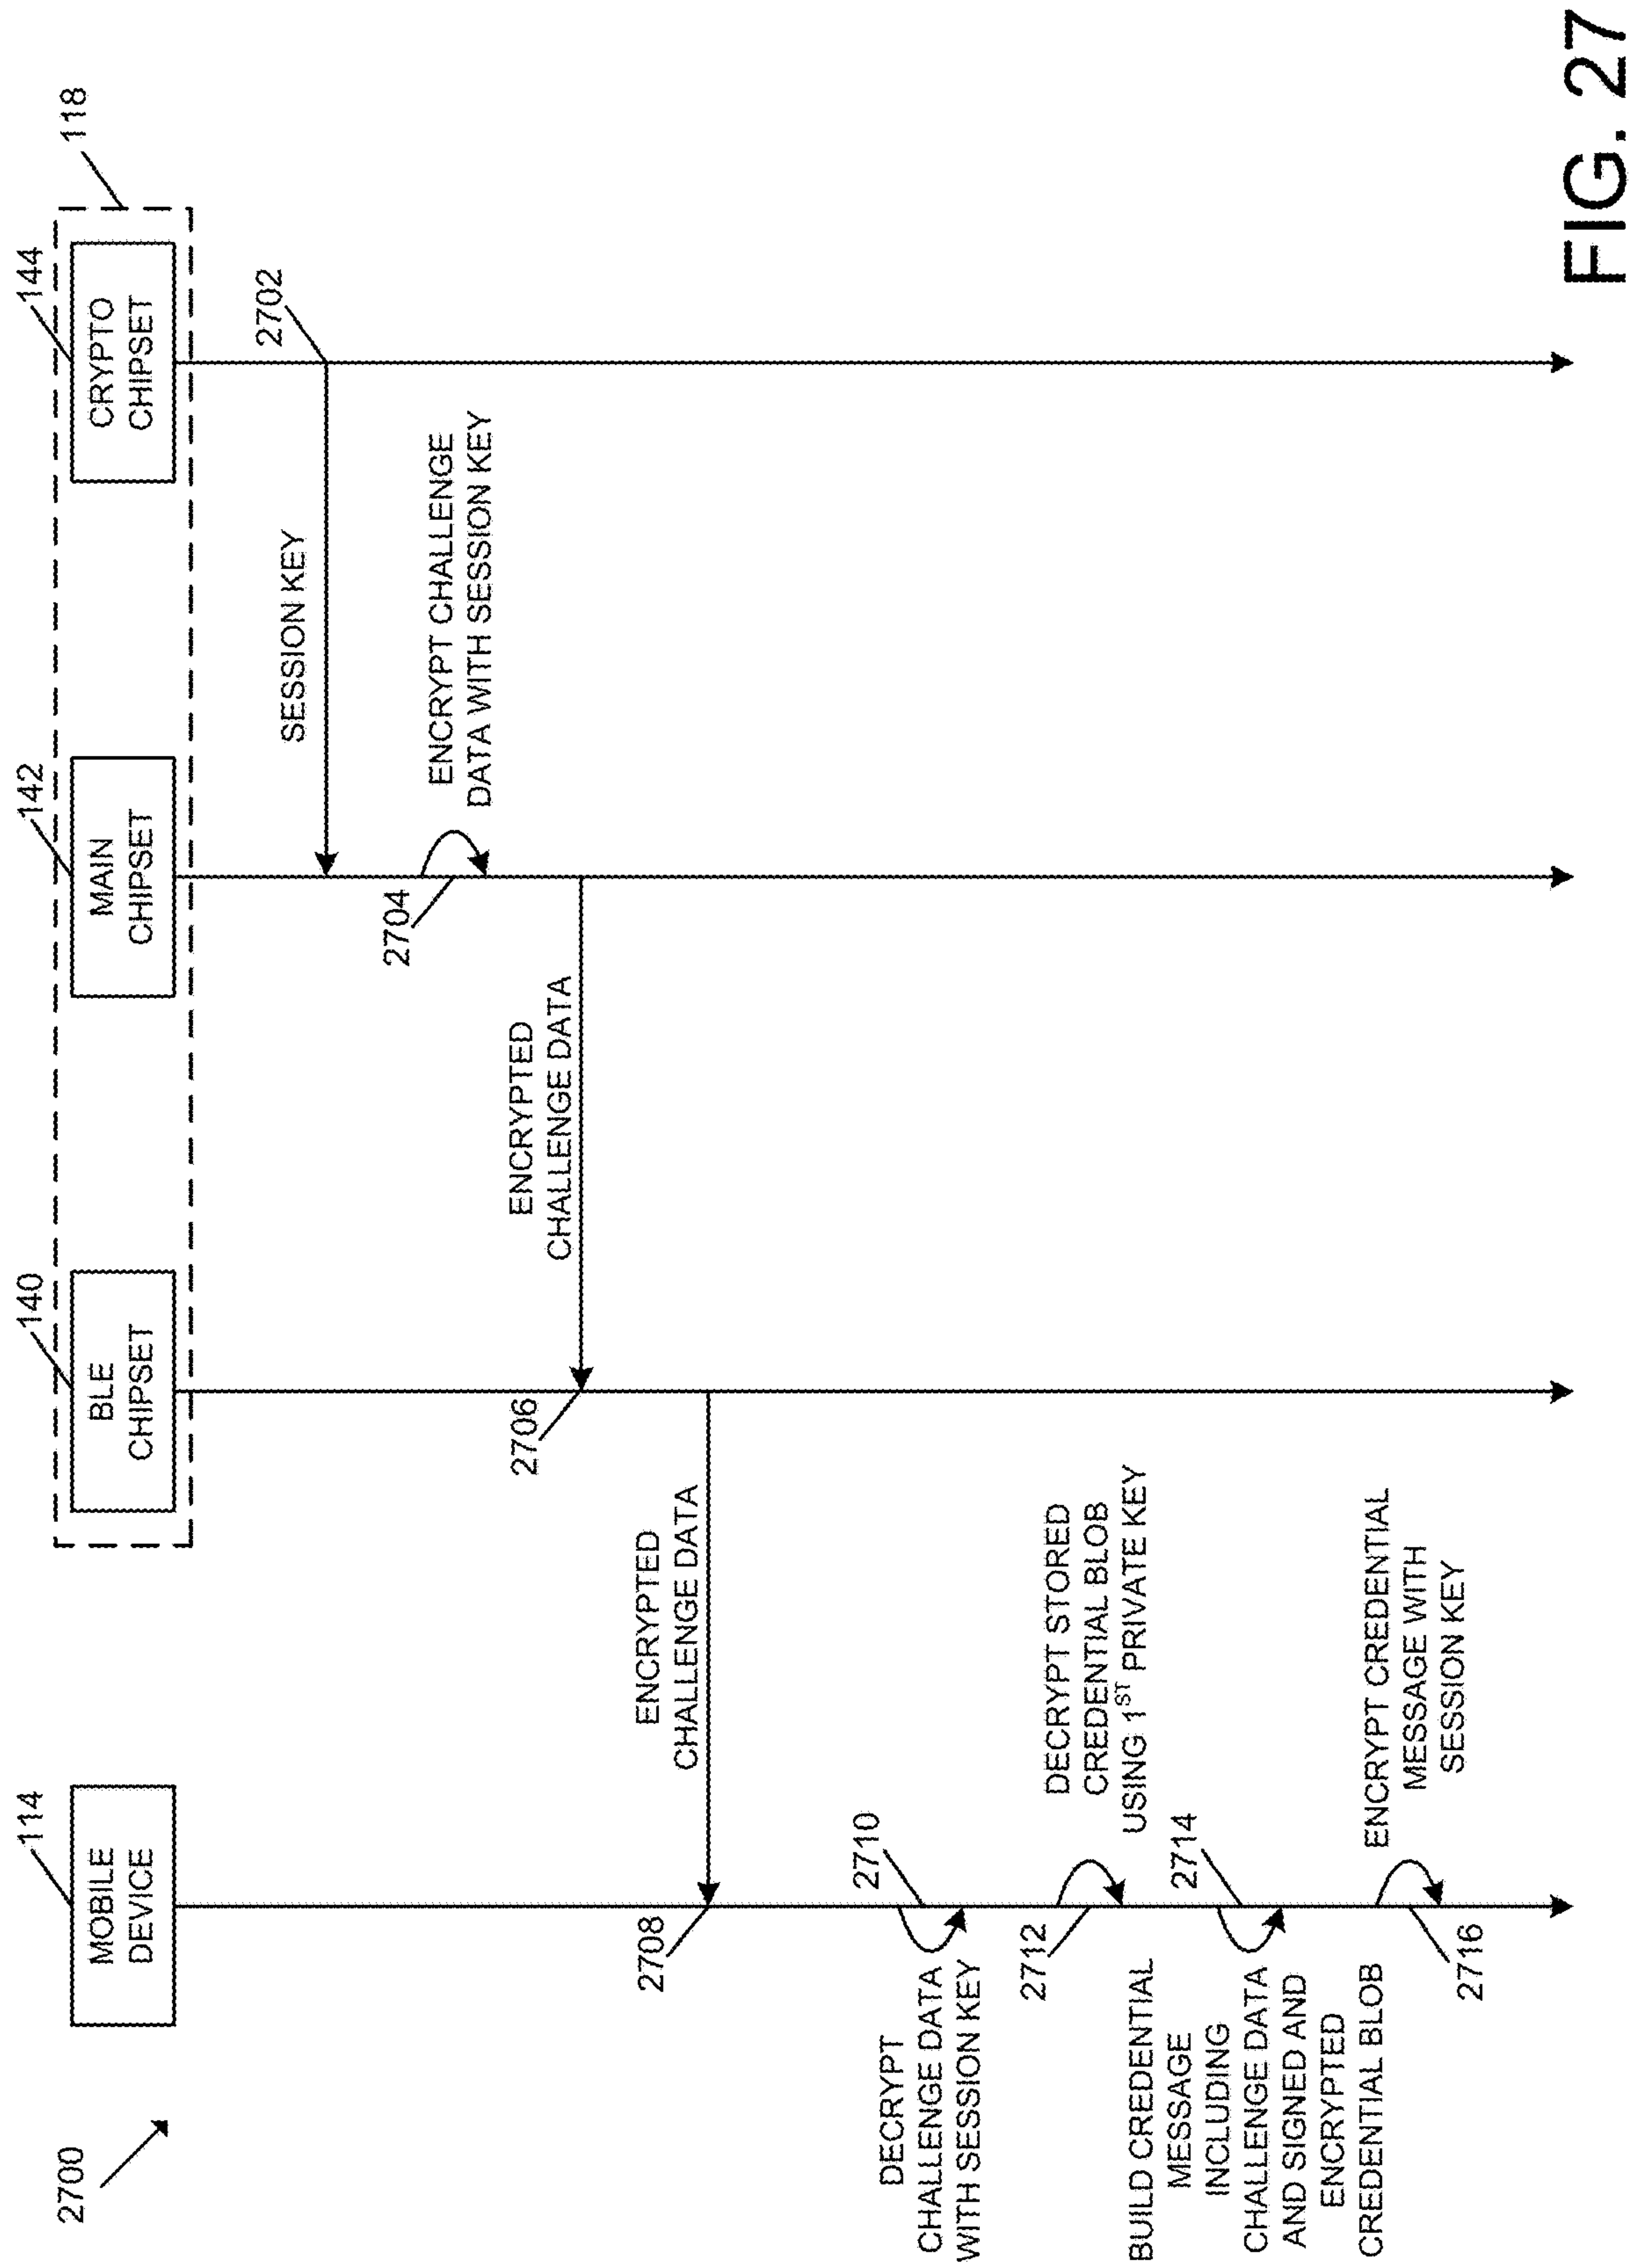 2700
114
140
142
144
118
MOBILE
DEVICE
BLE
CHIPSET
MAIN
CHIPSET
CRYPTO
CHIPSET
SESSION KEY
2702
2704
ENCRYPT CHALLENGE
DATA WITH SESSION KEY
ENCRYPTED
CHALLENGE DATA
2706
ENCRYPTED
CHALLENGE DATA
2708
DECRYPT
CHALLENGE DATA
WITH SESSION KEY
2710
2712
DECRYPT STORED
CREDENTIAL BLOB
USING 1ST PRIVATE KEY
BUILD CREDENTIAL
MESSAGE
INCLUDING
CHALLENGE DATA
AND SIGNED AND
ENCRYPTED
CREDENTIAL BLOB
2714
2716
ENCRYPT CREDENTIAL
MESSAGE WITH
SESSION KEY
FIG. 27